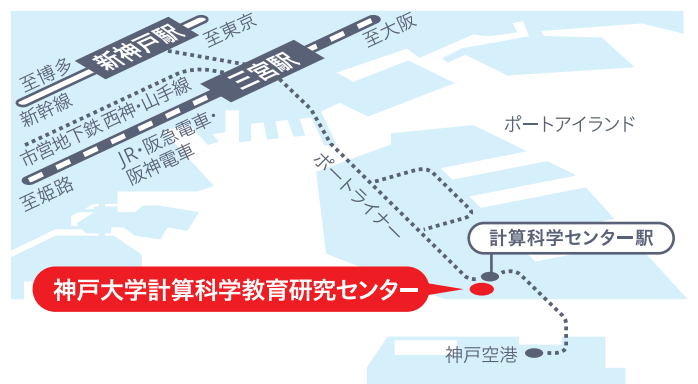 新神戸駅
至東京
至大阪
至博多
三宮駅
新幹線
市営地下鉄 西神・山手線
JR・阪急電車・
阪神電車
至姫路
ポートアイランド
ポートライナー
計算科学センター駅
神戸大学計算科学教育研究センター
神戸空港